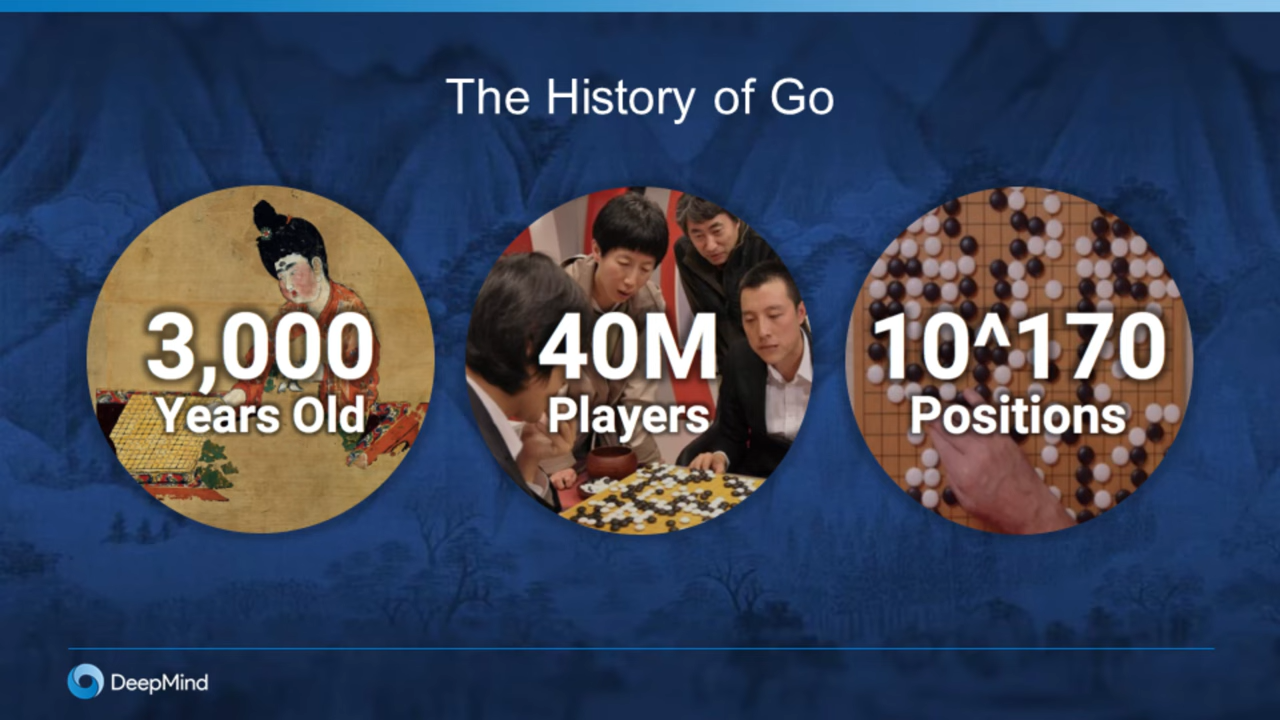 The History of Go
3,000
Years Old
40M
Players
10^170
Positions
DeepMind